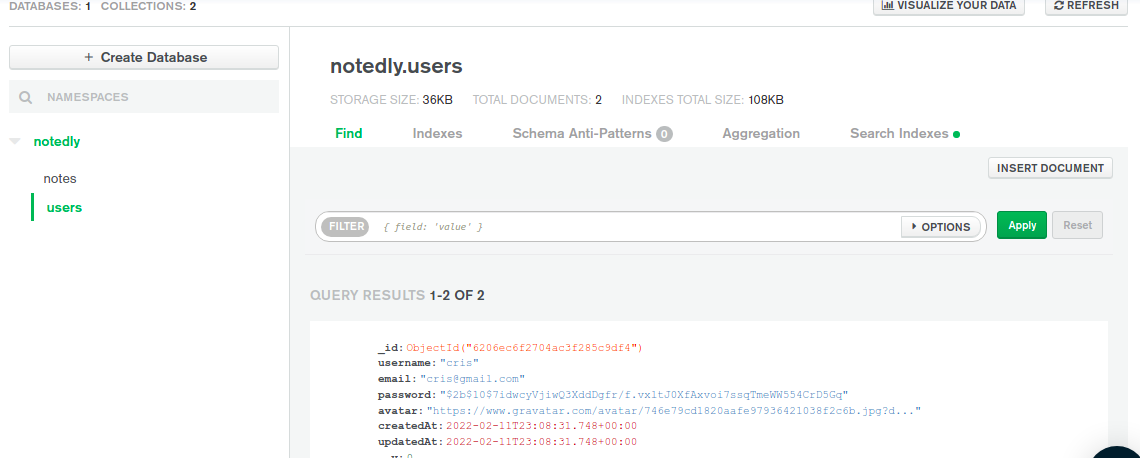 DATABASES: 1 COLLECTIONS: 2
VISUALIZE YOUR DATA
REFRESH
+ Create Database
NAMESPACES
notedly
notes
users
notedly.users
STORAGE SIZE: 36KB TOTAL DOCUMENTS: 2 INDEXES TOTAL SIZE: 108KB
Find Indexes Schema Anti-Patterns 0 Aggregation Search Indexes
INSERT DOCUMENT
FILTER { field: 'value' } OPTIONS Apply Reset
QUERY RESULTS 1-2 OF 2
_id: ObjectId("6206ec6f2704ac3f285c9df4")
username: "cris"
email: "cris@gmail.com"
password: "$2b$10$7idwcyVjiwQ3XddDgfr/f.vxltJ0XfAxvoi7ssqTmeWW554CrD5Gq"
avatar: "https://www.gravatar.com/avatar/746e79cd1820aafe97936421038f2c6b.jpg?d..."
createdAt: 2022-02-11T23:08:31.748+00:00
updatedAt: 2022-02-11T23:08:31.748+00:00